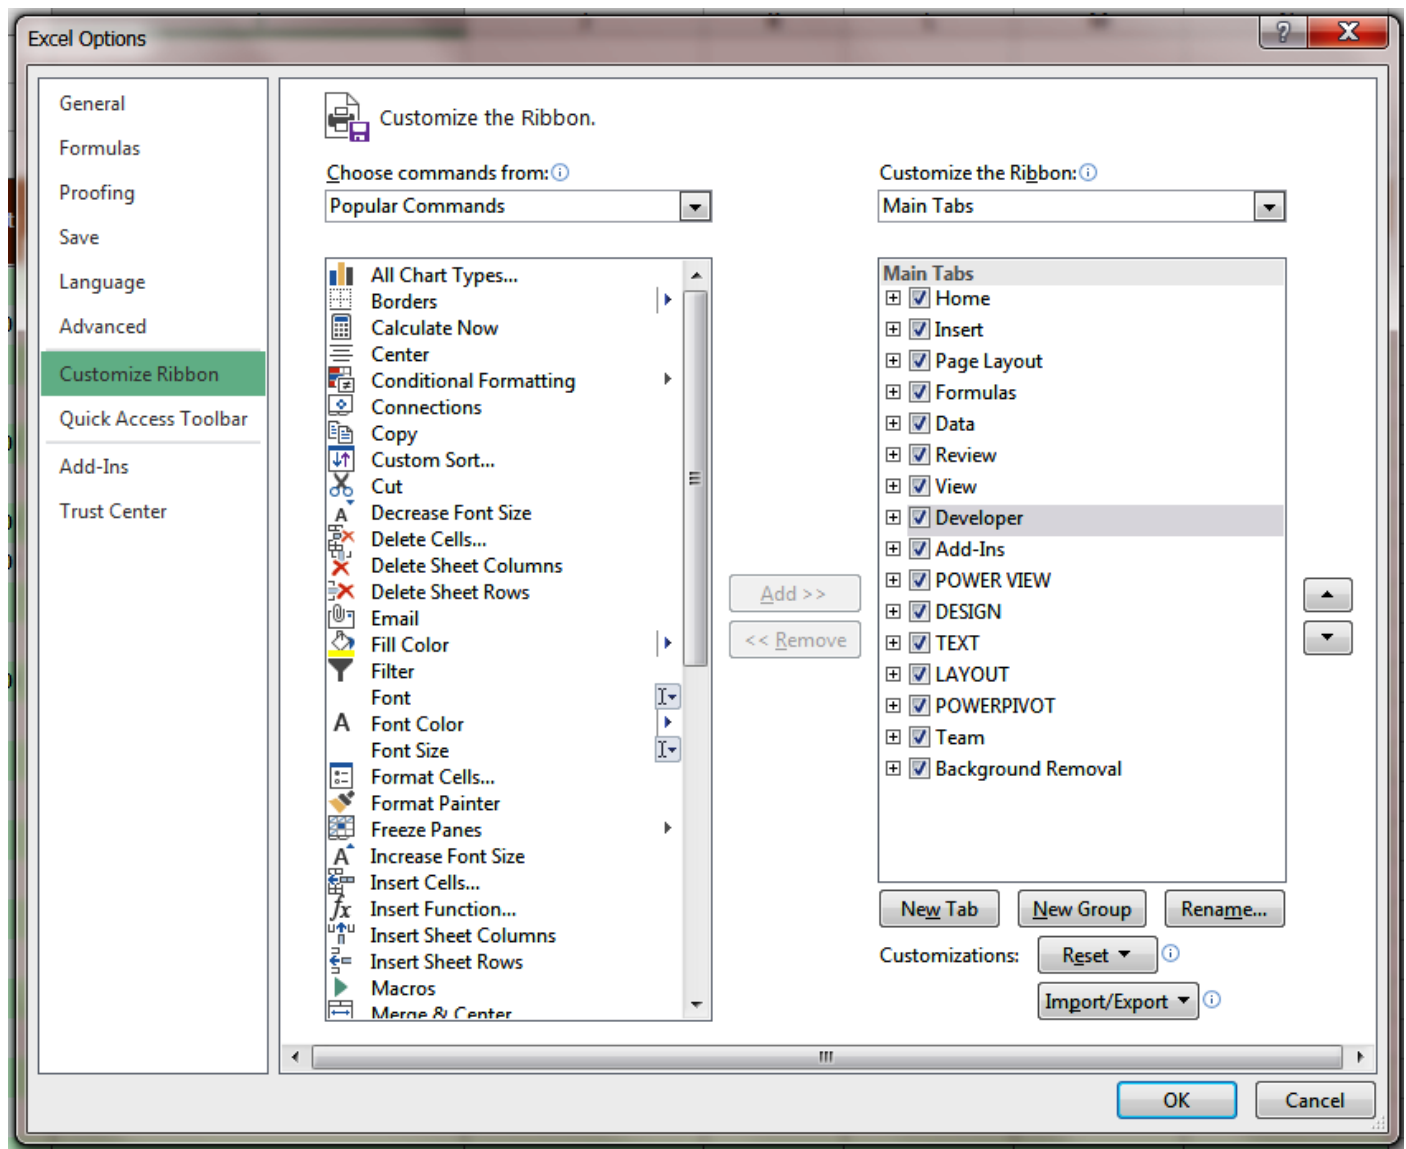 Excel Options
General
Formulas
Proofing
Save
Language
Advanced
Customize Ribbon
Quick Access Toolbar
Add-Ins
Trust Center
Customize the Ribbon.
Choose commands from:
Popular Commands
All Chart Types...
Borders
Calculate Now
Center
Conditional Formatting
Connections
Copy
Custom Sort...
Cut
Decrease Font Size
Delete Cells...
Delete Sheet Columns
Delete Sheet Rows
Email
Fill Color
Filter
Font
Font Color
Font Size
Format Cells...
Format Painter
Freeze Panes
Increase Font Size
Insert Cells...
Insert Function...
Insert Sheet Columns
Insert Sheet Rows
Macros
Merge & Center
Add >>
<< Remove
Customize the Ribbon:
Main Tabs
Main Tabs
Home
Insert
Page Layout
Formulas
Data
Review
View
Developer
Add-Ins
POWER VIEW
DESIGN
TEXT
LAYOUT
POWERPIVOT
Team
Background Removal
New Tab New Group Rename...
Customizations: Reset
Import/Export
OK Cancel